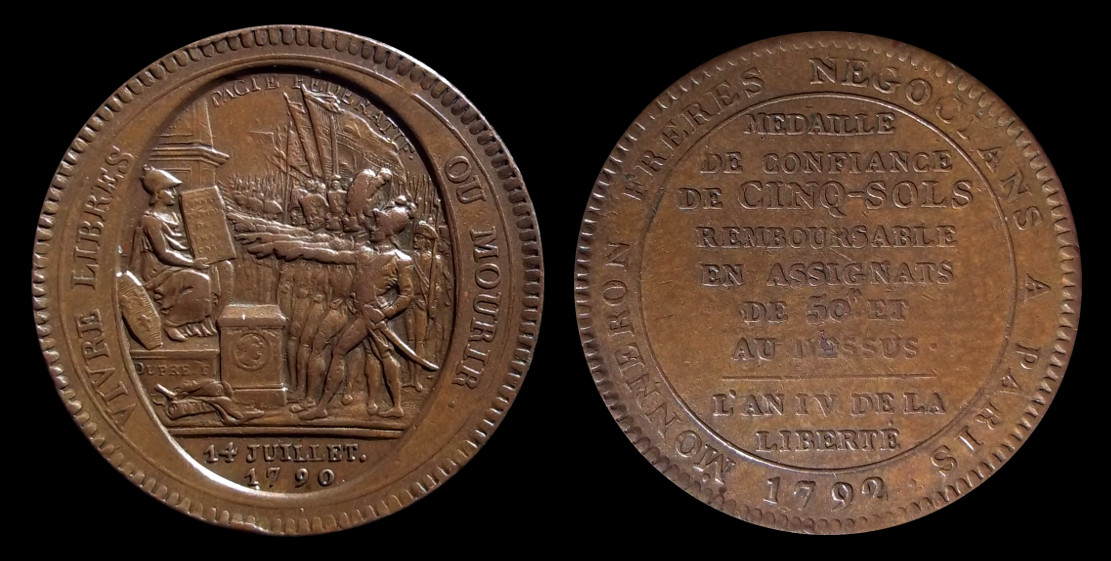 VIVRE LIBRES OU MOURIR.
PACTE FEDERATIF
DUPRE F
14 JUILLET.
1790
MONNERON FRERES NEGOCIANS A PARIS.
1792
MEDAILLE
DE CONFIANCE
DE CINQ-SOLS
REMBOURSABLE
EN ASSIGNATS
DE 50# ET
AU DESSUS.
L'AN IV DE LA
LIBERTÉ